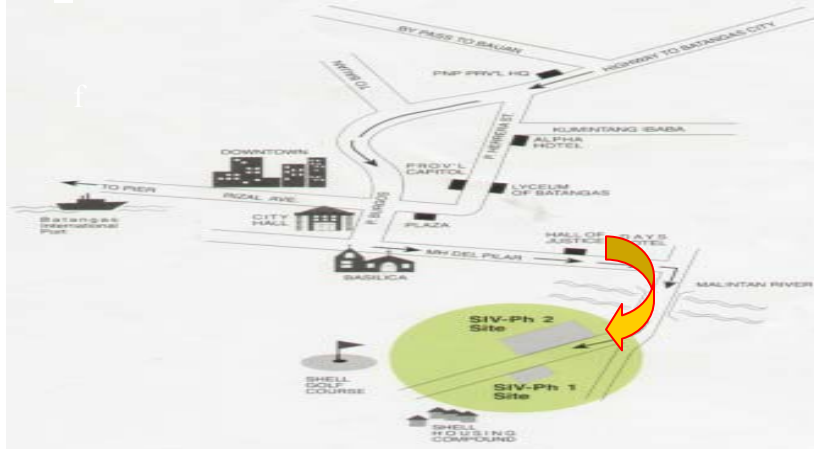 BY PASS TO BAUAN
HIGHWAY TO BATANGAS CITY
PNP PRV'L HQ
TO BAUAN
f
KUMINTANG IBABA
P. HERRERA ST.
ALPHA
HOTEL
DOWNTOWN
PROV'L
CAPITOL
LYCEUM
OF BATANGAS
TO PIER
RIZAL AVE.
CITY
HALL
P. BURGOS
PLAZA
Batangas
International
Port
HALL OF
JUSTICE
DAYS
HOTEL
MH DEL PILAR
BASILICA
MALINTAN RIVER
SIV-Ph 2
Site
SIV-Ph 1
Site
SHELL
GOLF
COURSE
SHELL
HOUSING
COMPOUND